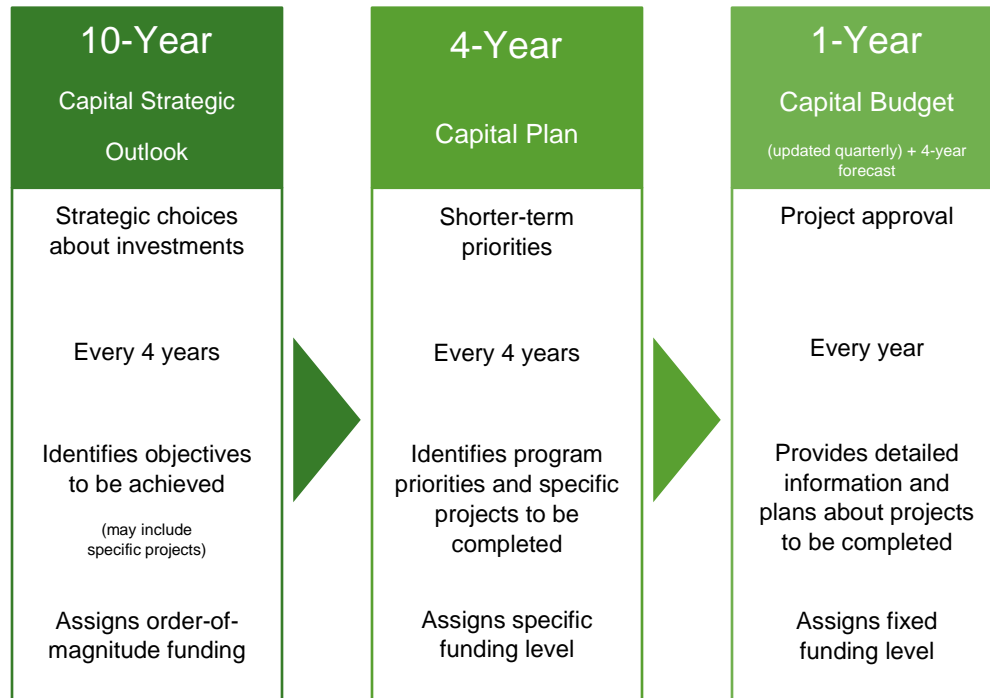 10-Year
Capital Strategic
Outlook
Strategic choices
about investments
Every 4 years
Identifies objectives
to be achieved
(may include
specific projects)
Assigns order-of-
magnitude funding
4-Year
Capital Plan
Shorter-term
priorities
Every 4 years
Identifies program
priorities and specific
projects to be
completed
Assigns specific
funding level
1-Year
Capital Budget
(updated quarterly) + 4-year
forecast
Project approval
Every year
Provides detailed
information and
plans about projects
to be completed
Assigns fixed
funding level